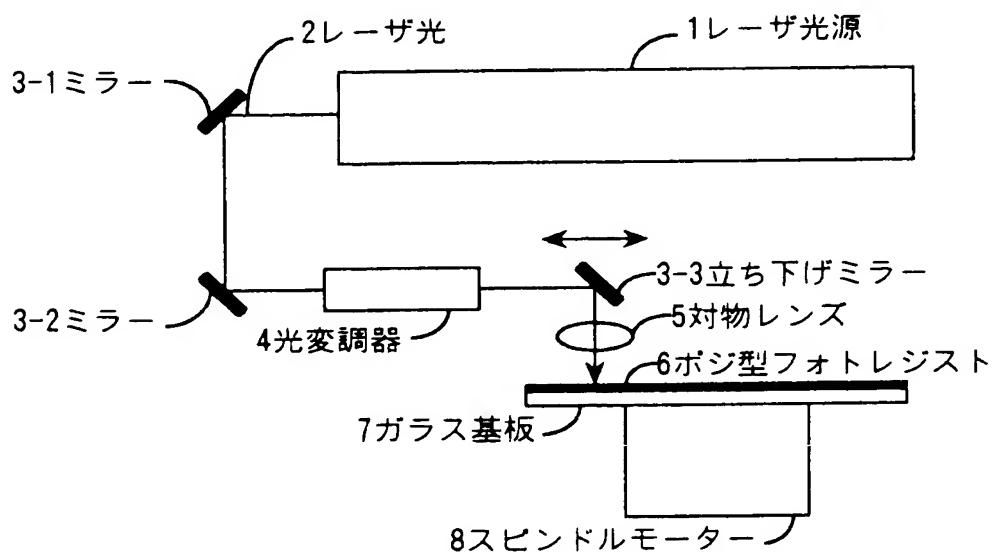 2レーザ光
1レーザ光源
3-1ミラー
3-3立ち下げミラー
3-2ミラー
4光変調器
5対物レンズ
6ポジ型フォトレジスト
7ガラス基板
8スピンドルモーター